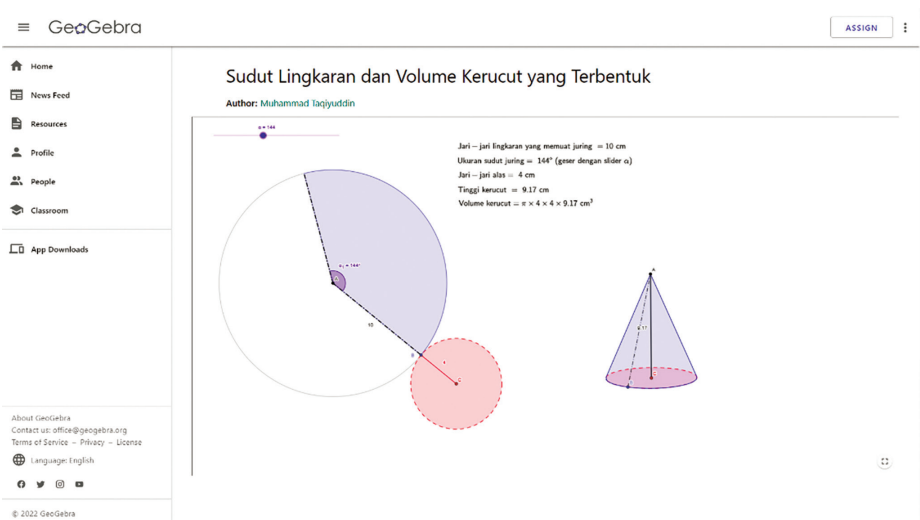 GeoGebra
ASSIGN
Home
News Feed
Resources
Profile
People
Classroom
App Downloads
About GeoGebra
Contact us: office@geogebra.org
Terms of Service – Privacy – License
Language: English
© 2022 GeoGebra
Sudut Lingkaran dan Volume Kerucut yang Terbentuk
Author: Muhammad Taqiyuddin
α = 144
Jari – jari lingkaran yang memuat juring = 10 cm
Ukuran sudut juring = 144° (geser dengan slider α)
Jari – jari alas = 4 cm
Tinggi kerucut = 9.17 cm
Volume kerucut = π × 4 × 4 × 9.17 cm³
10
B
4
C
A